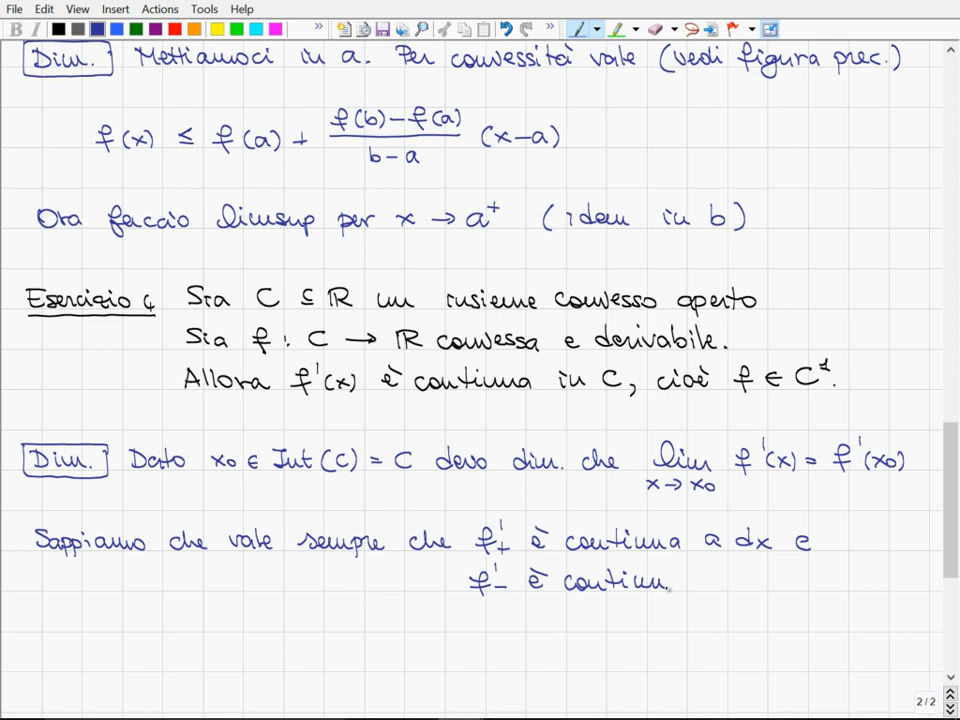 File Edit View Insert Actions Tools Help
B I » »
Dim. Mettiamoci in a. Per convessità vale (vedi figura prec.)
f(x) ≤ f(a) + \frac{f(b)-f(a)}{b-a} (x-a)
Ora faccio limsup per x → a⁺ (idem in b)
Esercizio 4 Sia C ⊆ ℝ un insieme convesso aperto
Sia f : C → ℝ convessa e derivabile.
Allora f'(x) è continua in C, cioè f ∈ C¹.
Dim. Dato x₀ ∈ Int(C) = C devo dim. che lim_{x→x₀} f'(x) = f'(x₀)
Sappiamo che vale sempre che f'₊ è continua a dx e
f'₋ è continu
2/2